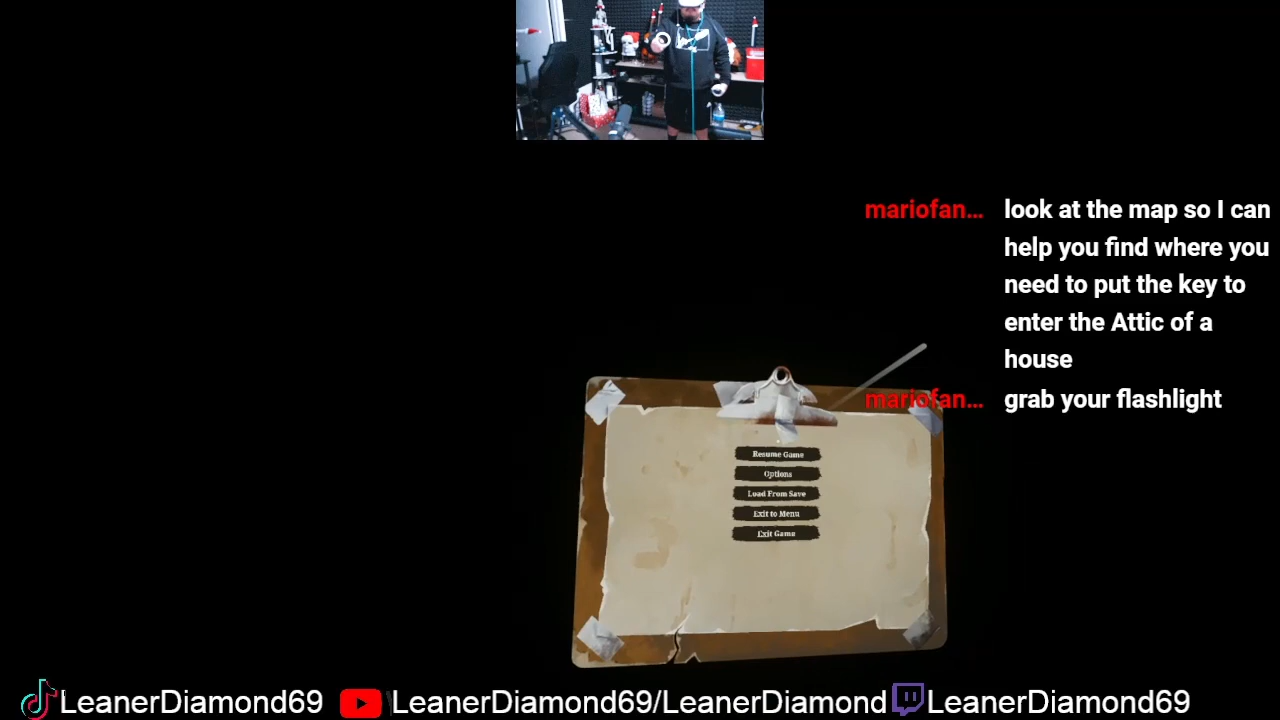 mariofan… look at the map so I can
help you find where you
need to put the key to
enter the Attic of a
house
mariofan… grab your flashlight
Resume Game
Options
Load From Save
Exit to Menu
Exit Game
LeanerDiamond69 \LeanerDiamond69/LeanerDiamond LeanerDiamond69